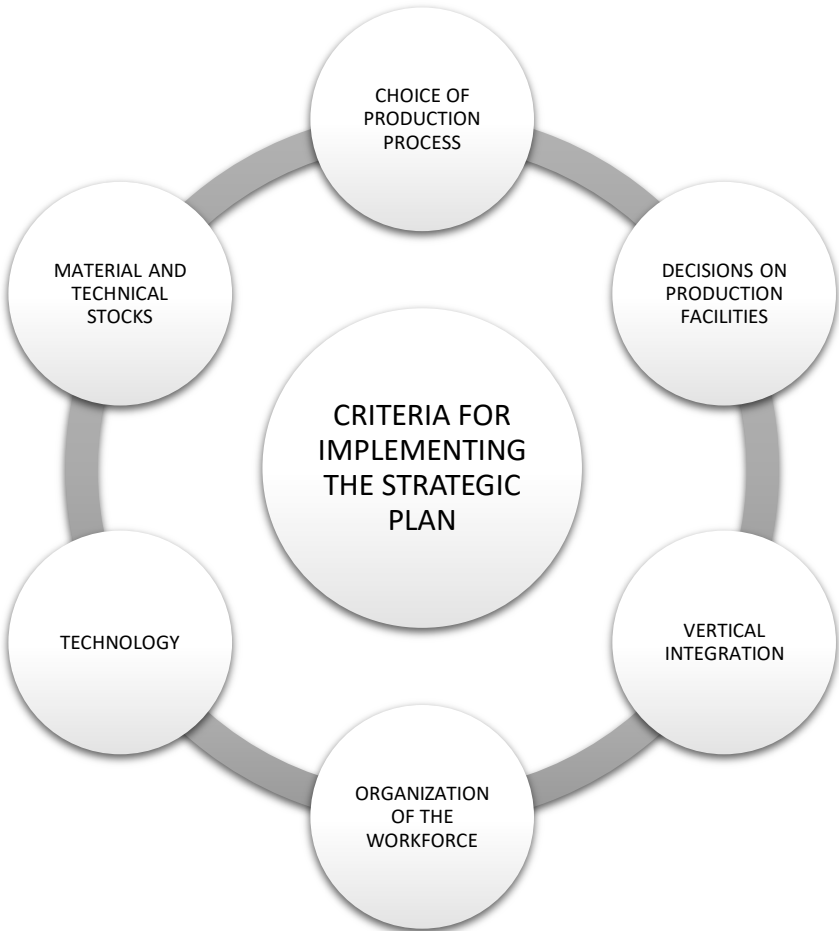 CHOICE OF
PRODUCTION
PROCESS
DECISIONS ON
PRODUCTION
FACILITIES
VERTICAL
INTEGRATION
ORGANIZATION
OF THE
WORKFORCE
TECHNOLOGY
MATERIAL AND
TECHNICAL
STOCKS
CRITERIA FOR
IMPLEMENTING
THE STRATEGIC
PLAN